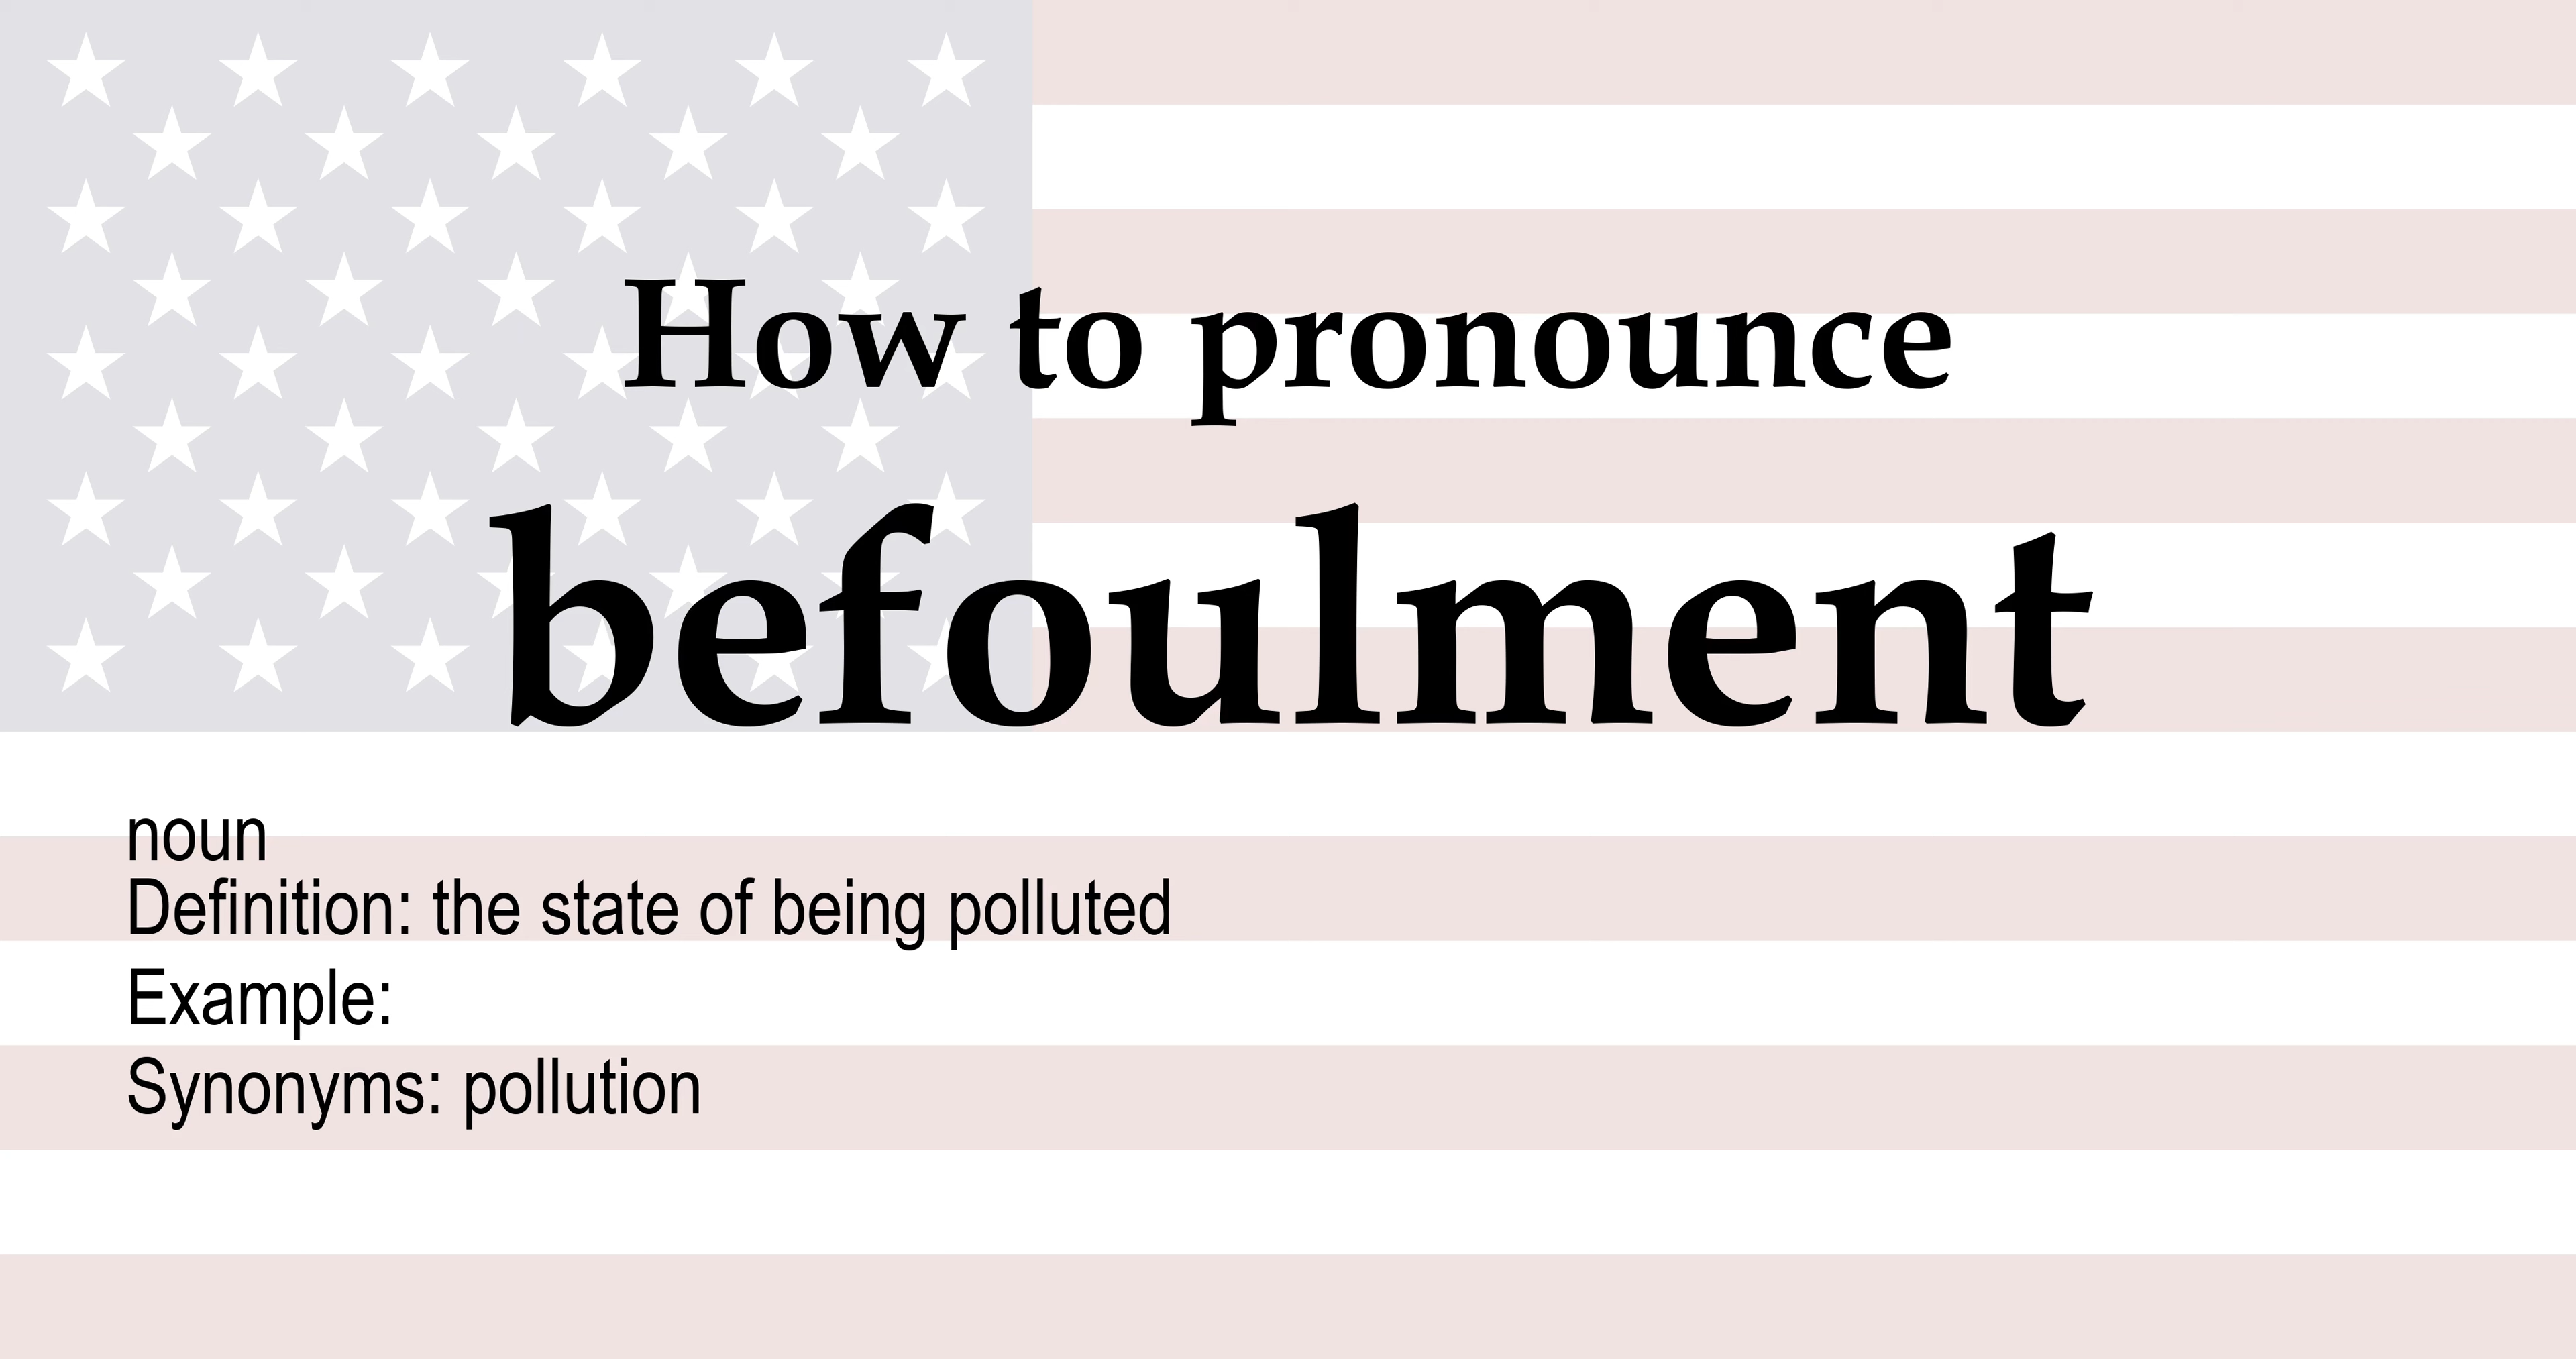 How to pronounce
befoulment
noun
Definition: the state of being polluted
Example:
Synonyms: pollution